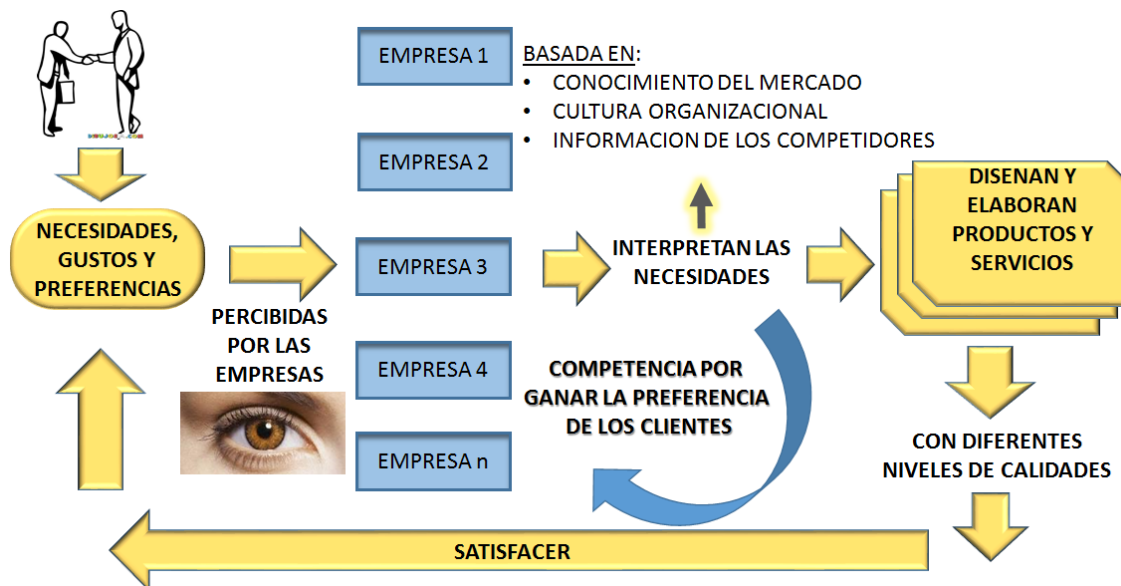 EMPRESA 1
BASADA EN:
• CONOCIMIENTO DEL MERCADO
• CULTURA ORGANIZACIONAL
• INFORMACION DE LOS COMPETIDORES
EMPRESA 2
NECESIDADES,
GUSTOS Y
PREFERENCIAS
PERCIBIDAS
POR LAS
EMPRESAS
EMPRESA 3
EMPRESA 4
EMPRESA n
INTERPRETAN LAS
NECESIDADES
COMPETENCIA POR
GANAR LA PREFERENCIA
DE LOS CLIENTES
DISENAN Y
ELABORAN
PRODUCTOS Y
SERVICIOS
CON DIFERENTES
NIVELES DE CALIDADES
SATISFACER